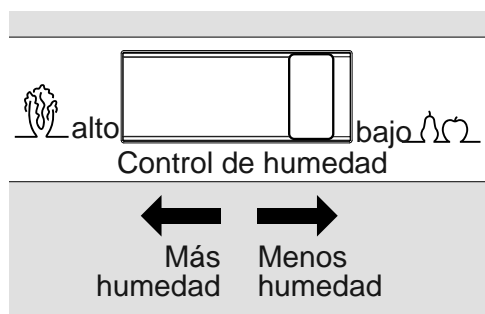 alto bajo
Control de humedad
Más Menos
humedad humedad